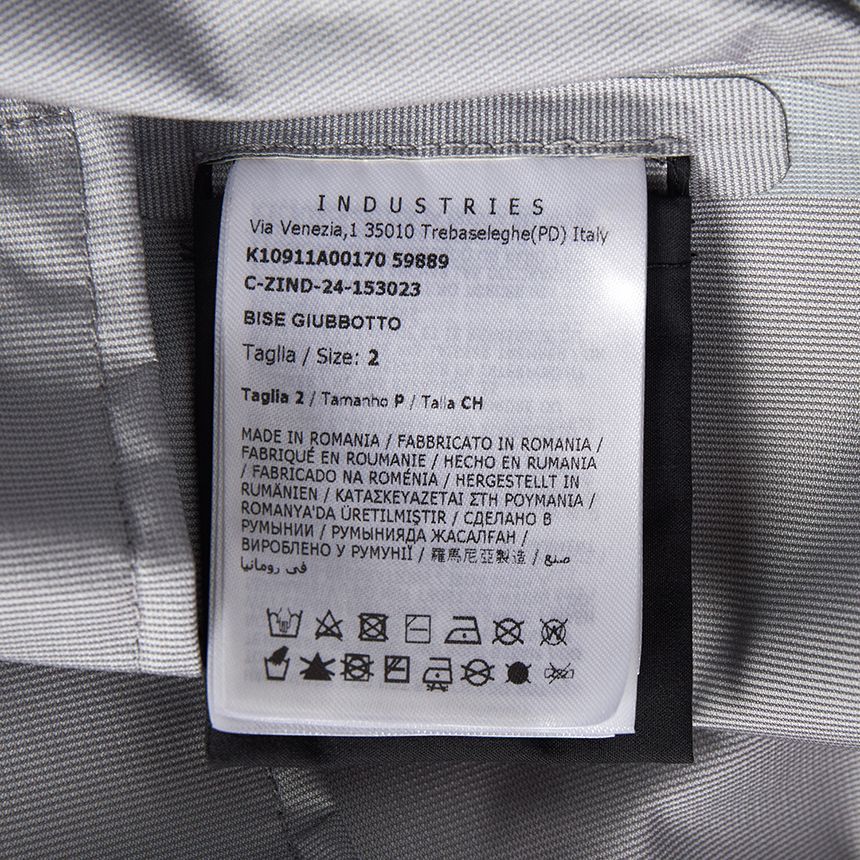 INDUSTRIES
Via Venezia,1 35010 Trebaseleghe(PD) Italy
K10911A00170 59889
C-ZIND-24-153023
BISE GIUBBOTTO
Taglia / Size: 2
Taglia 2 / Tamanho P / Talla CH
MADE IN ROMANIA / FABBRICATO IN ROMANIA /
FABRIQUÉ EN ROUMANIE / HECHO EN RUMANIA
/ FABRICADO NA ROMÉNIA / HERGESTELLT IN
RUMÄNIEN / ΚΑΤΑΣΚΕΥΑΖΕΤΑΙ ΣΤΗ ΡΟΥΜΑΝΙΑ /
ROMANYA'DA ÜRETILMIŞTIR / СДЕЛАНО В
РУМЫНИИ / РУМЫНИЯДА ЖАСАЛҒАН /
ВИРОБЛЕНО У РУМУНІЇ / 羅馬尼亞製造 / صنع
في رومانيا